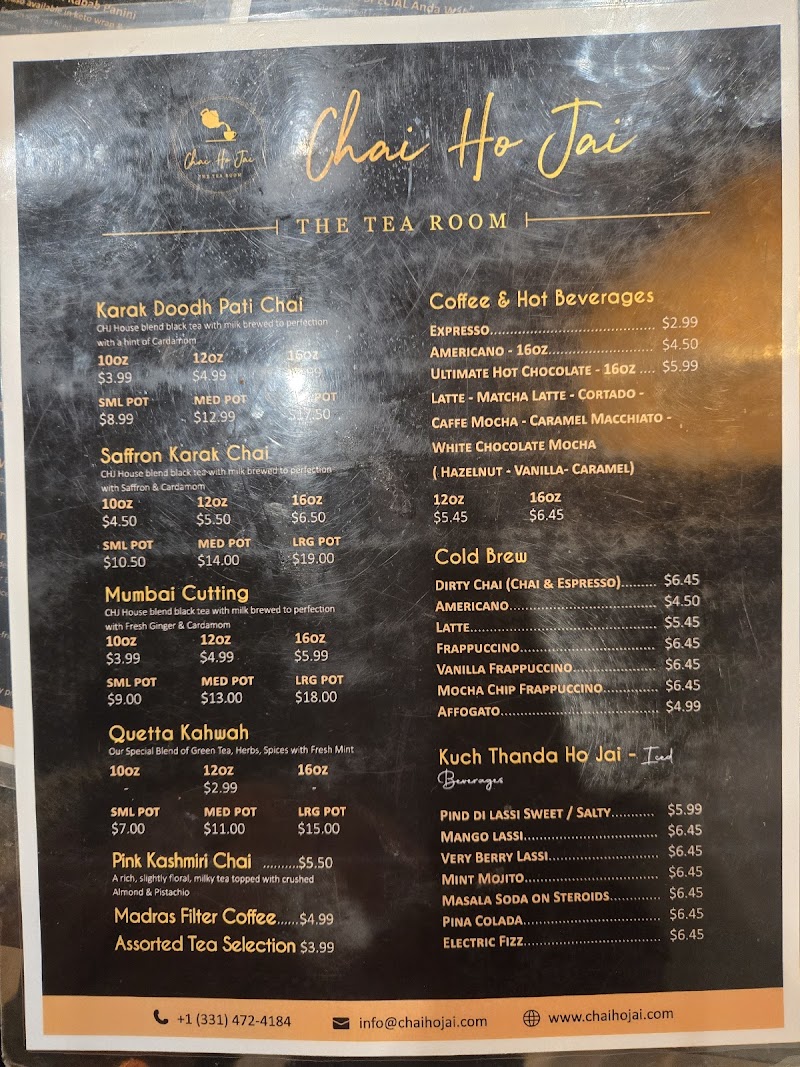 Kabab Panini
available in keto wrap
SPECIAL Anda
Chai Ho Jai
THE TEA ROOM
Chai Ho Jai
THE TEA ROOM
Karak Doodh Pati Chai
CHJ House blend black tea with milk brewed to perfection
with a hint of Cardamom
10oz 12oz 16oz
$3.99 $4.99
SML POT MED POT POT
$8.99 $12.99 $17.50
Saffron Karak Chai
CHJ House blend black tea with milk brewed to perfection
with Saffron & Cardamom
10oz 12oz 16oz
$4.50 $5.50 $6.50
SML POT MED POT LRG POT
$10.50 $14.00 $19.00
Mumbai Cutting
CHJ House blend black tea with milk brewed to perfection
with Fresh Ginger & Cardamom
10oz 12oz 16oz
$3.99 $4.99 $5.99
SML POT MED POT LRG POT
$9.00 $13.00 $18.00
Quetta Kahwah
Our Special Blend of Green Tea, Herbs, Spices with Fresh Mint
10oz 12oz 16oz
- $2.99 -
SML POT MED POT LRG POT
$7.00 $11.00 $15.00
Pink Kashmiri Chai ..........$5.50
A rich, slightly floral, milky tea topped with crushed
Almond & Pistachio
Madras Filter Coffee......$4.99
Assorted Tea Selection $3.99
Coffee & Hot Beverages
Expresso...................................... $2.99
Americano - 16oz........................ $4.50
Ultimate Hot Chocolate - 16oz .... $5.99
Latte - Matcha Latte - Cortado -
Caffe Mocha - Caramel Macchiato -
White Chocolate Mocha
( Hazelnut - Vanilla- Caramel)
12oz 16oz
$5.45 $6.45
Cold Brew
Dirty Chai (Chai & Espresso)........ $6.45
Americano.................................. $4.50
Latte........................................... $5.45
Frappuccino................................ $6.45
Vanilla Frappuccino.................... $6.45
Mocha Chip Frappuccino............. $6.45
Affogato.................................... $4.99
Kuch Thanda Ho Jai - Iced
Beverages
Pind di lassi Sweet / Salty.......... $5.99
Mango lassi............................... $6.45
Very Berry Lassi......................... $6.45
Mint Mojito............................... $6.45
Masala Soda on Steroids............ $6.45
Pina Colada............................... $6.45
Electric Fizz............................... $6.45
+1 (331) 472-4184 info@chaihojai.com www.chaihojai.com